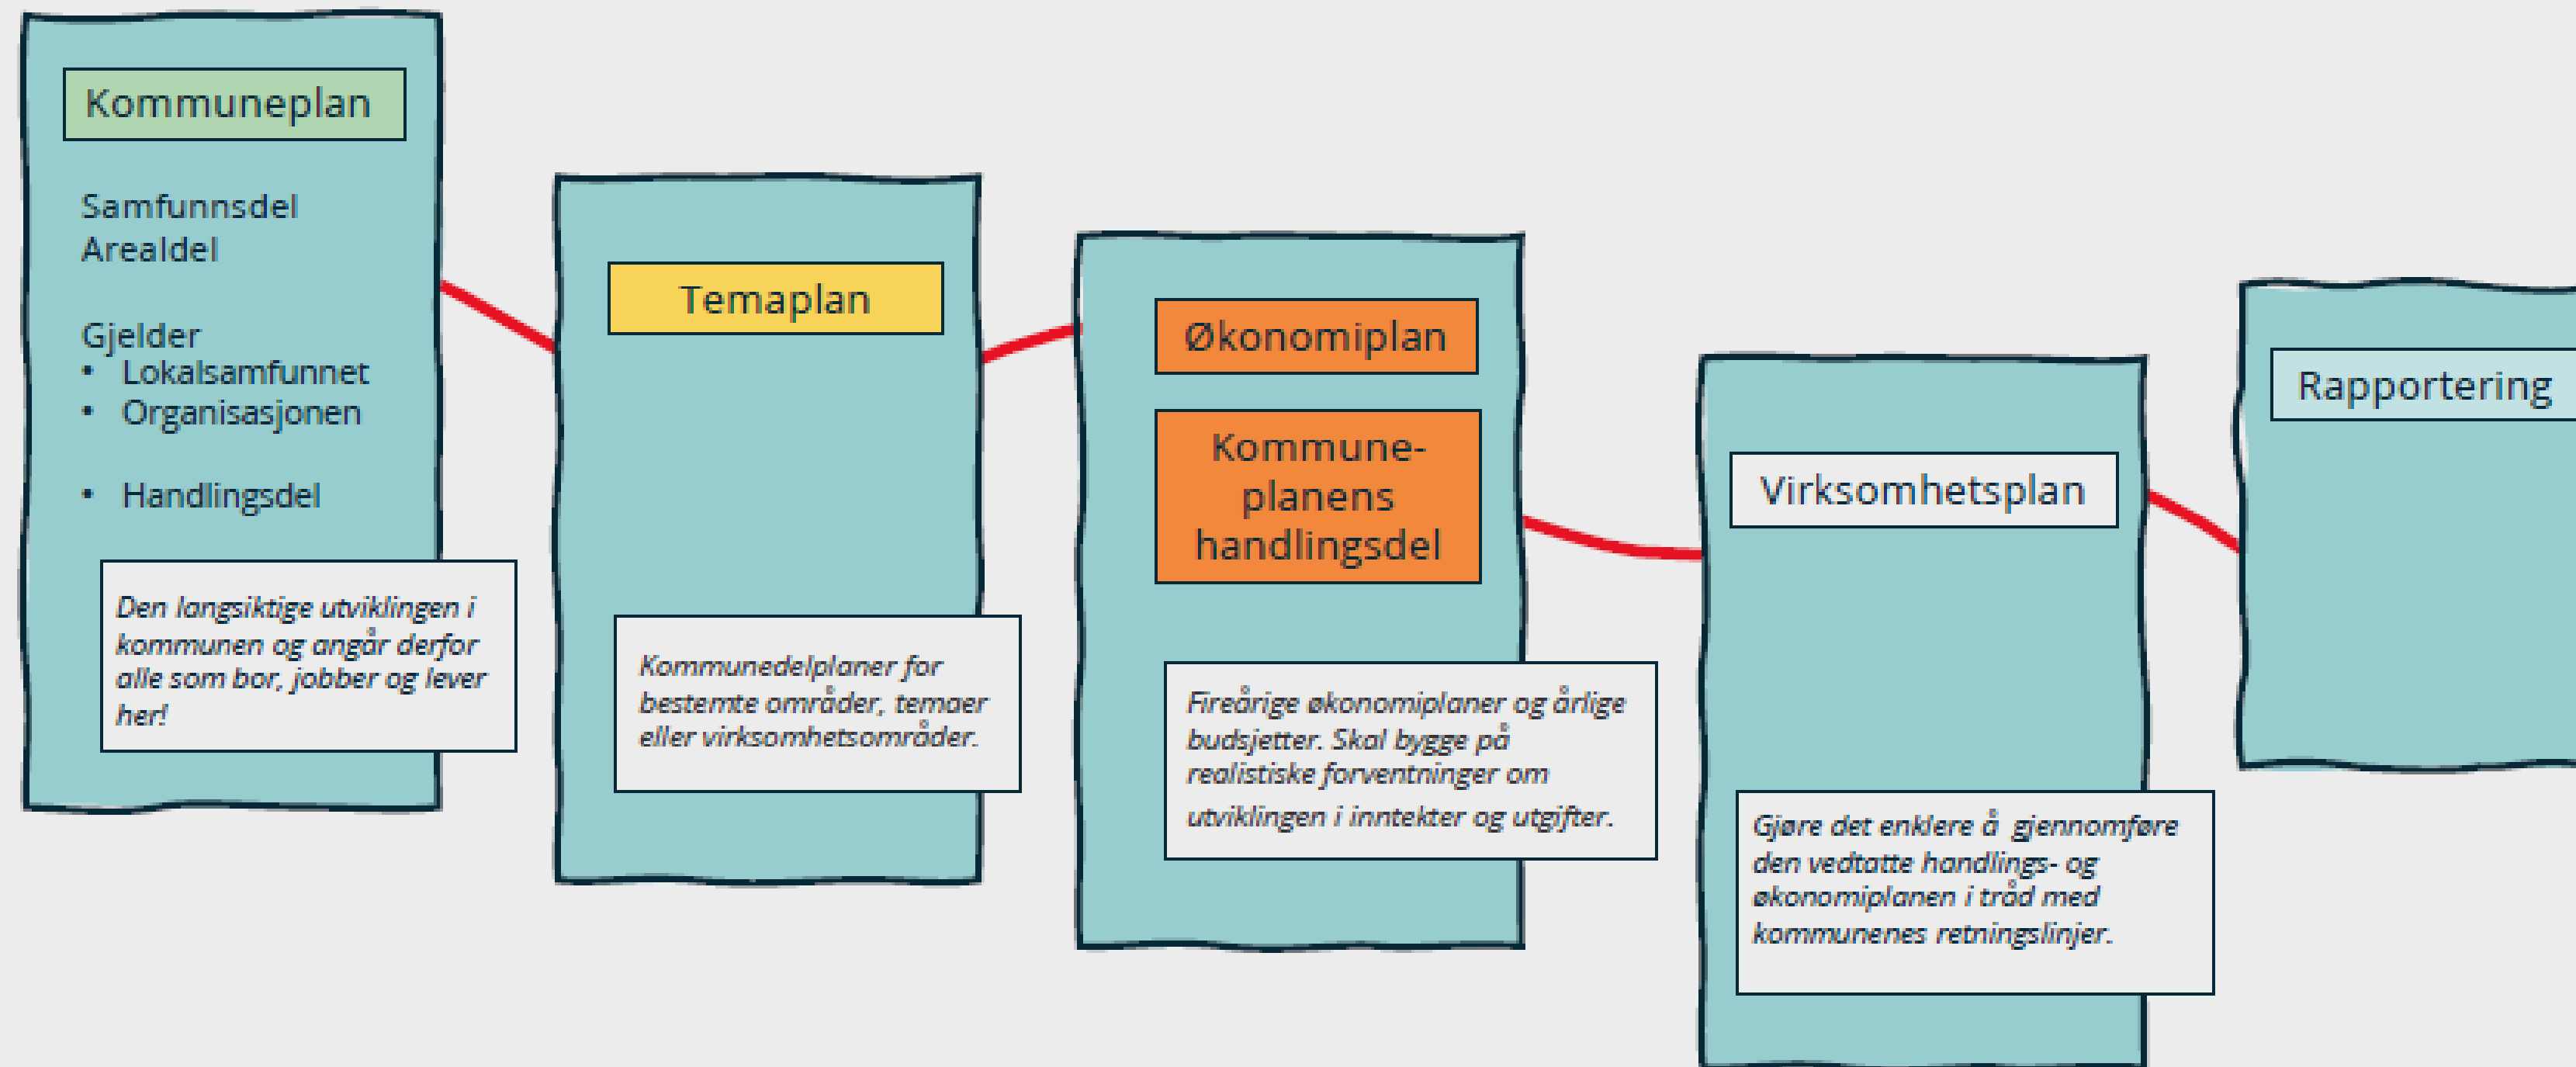 Kommuneplan
Samfunnsdel
Arealdel
Gjelder
• Lokalsamfunnet
• Organisasjonen
• Handlingsdel
Den langsiktige utviklingen i
kommunen og angår derfor
alle som bor, jobber og lever
her!
Temaplan
Kommunedelplaner for
bestemte områder, temaer
eller virksomhetsområder.
Økonomiplan
Kommune-
planens
handlingsdel
Fireårige økonomiplaner og årlige
budsjetter. Skal bygge på
realistiske forventninger om
utviklingen i inntekter og utgifter.
Virksomhetsplan
Gjøre det enklere å  gjennomføre
den vedtatte handlings- og
økonomiplanen i tråd med
kommunenes retningslinjer.
Rapportering